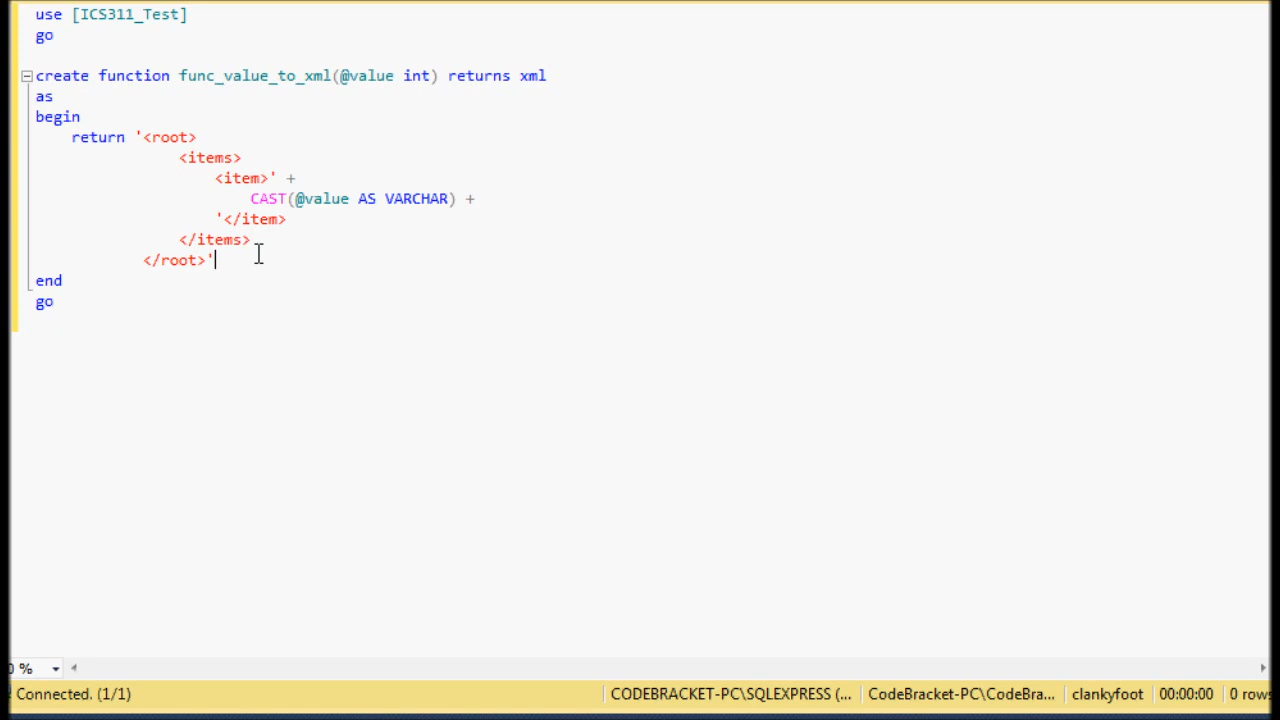 use [ICS311_Test]
go
create function func_value_to_xml(@value int) returns xml
as
begin
return '<root>
<items>
<item>' +
CAST(@value AS VARCHAR) +
'</item>
</items>
</root>'
end
go
%
Connected. (1/1) CODEBRACKET-PC\SQLEXPRESS (... CodeBracket-PC\CodeBra... clankyfoot 00:00:00 0 rows